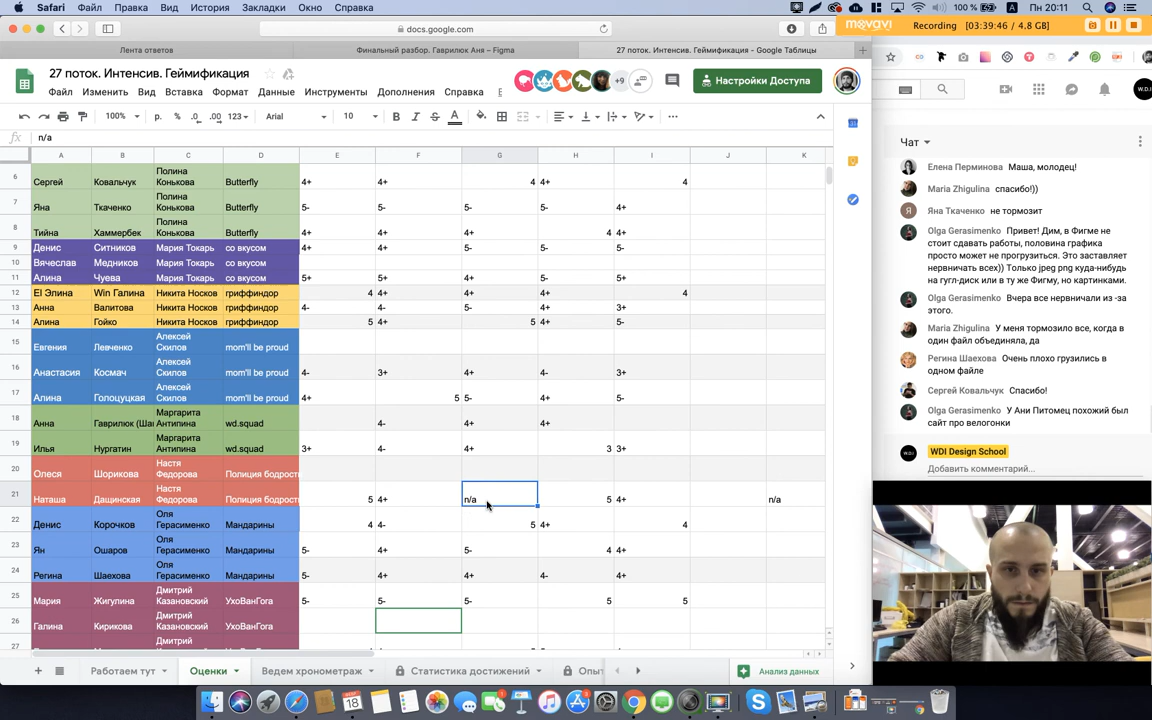 Safari Файл Правка Вид История Закладки Окно Справка 100 % Пн 20:11
movavi Recording [03:39:46 / 4.8 GB]
docs.google.com
Лента ответов Финальный разбор. Гаврилюк Аня – Figma 27 поток. Интенсив. Геймификация - Google Таблицы
27 поток. Интенсив. Геймификация
+9 Настройки Доступа
Файл Изменить Вид Вставка Формат Данные Инструменты Дополнения Справка
100% р. % .0 .00 123 Arial 10 B I S A
fx n/a
A B C D E F G H I J K
6 Сергей Ковальчук Полина Конькова Butterfly 4+ 4+ 4 4+ 4
7 Яна Ткаченко Полина Конькова Butterfly 5- 5- 5- 5- 4+
8 Тийна Хаммербек Полина Конькова Butterfly 4+ 4+ 4+ 4 4+
9 Денис Ситников Мария Токарь со вкусом 4+ 4+ 5- 5- 5-
10 Вячеслав Медников Мария Токарь со вкусом
11 Алина Чуева Мария Токарь со вкусом 5+ 5+ 4+ 5- 5+
12 El Элина Win Галина Никита Носков гриффиндор 4 4+ 4+ 4+ 4
13 Анна Валитова Никита Носков гриффиндор 4- 4- 5- 4+ 3+
14 Алина Гойко Никита Носков гриффиндор 5 4+ 5 4+ 5-
15 Евгения Левченко Алексей Скилов mom'll be proud
16 Анастасия Космач Алексей Скилов mom'll be proud 4- 3+ 4+ 4- 3+
17 Алина Голоцуцкая Алексей Скилов mom'll be proud 4+ 5 5- 4+ 5-
18 Анна Гаврилюк (Ша Маргарита Антипина wd.squad 4- 4+ 4+
19 Илья Нургатин Маргарита Антипина wd.squad 3+ 4- 4+ 3 3+
20 Олеся Шорикова Настя Федорова Полиция бодрост
21 Наташа Дащинская Настя Федорова Полиция бодрост 5 4+ n/a 5 4+ n/a
22 Денис Корочков Оля Герасименко Мандарины 4 4- 5 4+ 4
23 Ян Ошаров Оля Герасименко Мандарины 5- 4+ 5- 4 4+
24 Регина Шаехова Оля Герасименко Мандарины 5- 4+ 4+ 4- 4+
25 Мария Жигулина Дмитрий Казановский УхоВанГога 5- 5- 5- 5 5
26 Галина Кирикова Дмитрий Казановский УхоВанГога
27 Дмитрий
Работаем тут Оценки Ведем хронометраж Статистика достижений Опыт Анализ данных
Чат
Елена Перминова Маша, молодец!
Maria Zhigulina спасибо!))
Яна Ткаченко не тормозит
Olga Gerasimenko Привет! Дим, в Фигме не
стоит сдавать работы, половина графика
просто может не прогрузиться. Это заставляет
нервничать всех)) Только jpeg png куда-нибудь
на гугл-диск или в ту же Фигму, но картинками.
Olga Gerasimenko Вчера все нервничали из -за
этого.
Maria Zhigulina У меня тормозило все, когда в
один файл объединяла, да
Регина Шаехова Очень плохо грузились в
одном файле
Сергей Ковальчук Спасибо!
Olga Gerasimenko У Ани Питомец похожий был
сайт про велогонки
WDI Design School
Добавить комментарий...